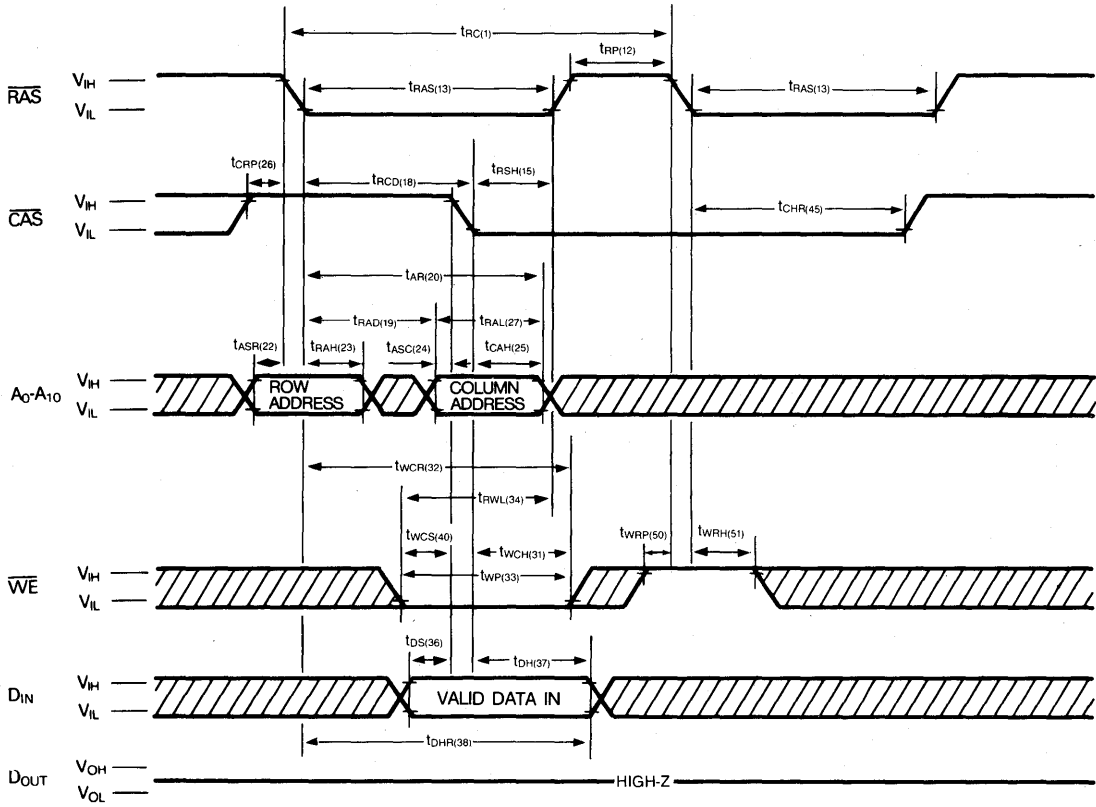 tRC(1)
tRP(12)
RAS
VIH
VIL
tRAS(13)
tRAS(13)
tCRP(26)
tRCD(18)
tRSH(15)
CAS
VIH
VIL
tCHR(45)
tAR(20)
tRAD(19)
tRAL(27)
tASR(22)
tRAH(23)
tASC(24)
tCAH(25)
A0-A10
VIH
VIL
ROW
ADDRESS
COLUMN
ADDRESS
tWCR(32)
tRWL(34)
tWCS(40)
tWCH(31)
tWRP(50)
tWRH(51)
WE
VIH
VIL
tWP(33)
tDS(36)
tDH(37)
DIN
VIH
VIL
VALID DATA IN
tDHR(38)
DOUT
VOH
VOL
HIGH-Z